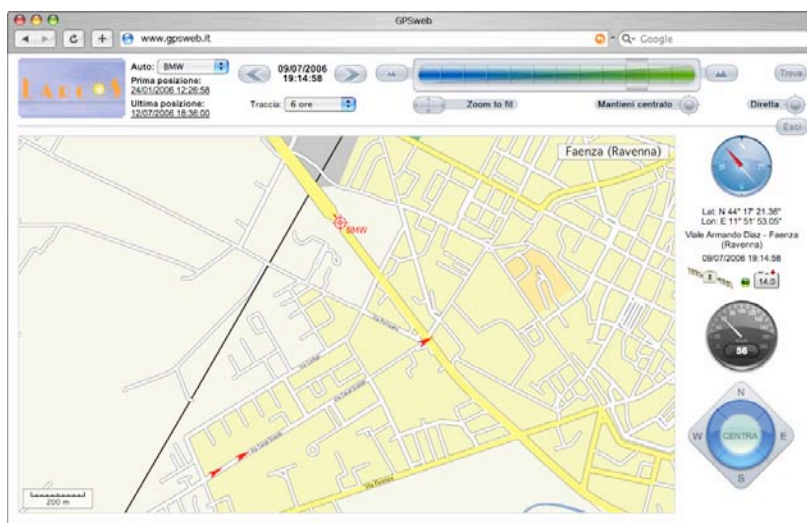 GPSweb
www.gpsweb.it
Google
LARGOS
Auto: BMW
Prima posizione:
24/01/2006 12:26:58
Ultima posizione:
12/07/2006 18:36:00
09/07/2006
19:14:58
Traccia: 6 ore
Zoom to fit
Mantieni centrato
Trova
Diretta
Esci
Faenza (Ravenna)
BMW
200 m
Lat: N 44° 17' 21.36"
Lon: E 11° 51' 53.05"
Viale Armando Diaz - Faenza
(Ravenna)
09/07/2006 19:14:58
8
14.0
56
N
W
CENTRA
E
S